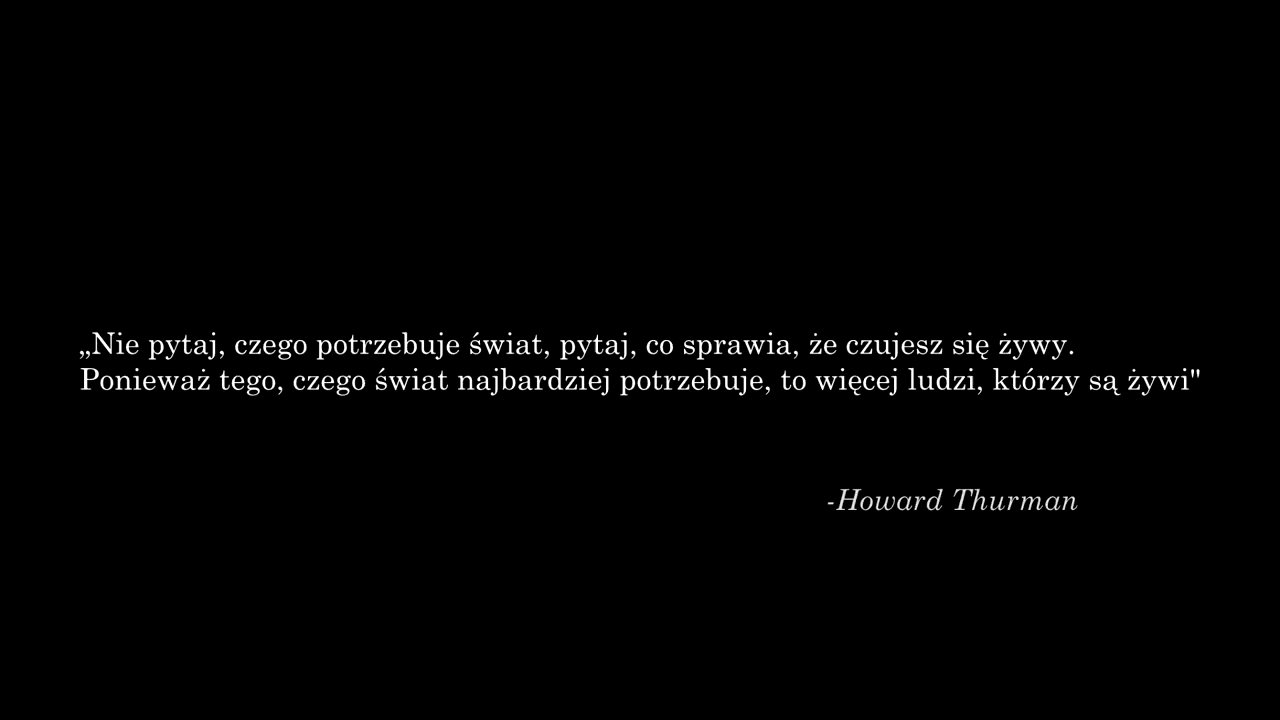 „Nie pytaj, czego potrzebuje świat, pytaj, co sprawia, że czujesz się żywy.
Ponieważ tego, czego świat najbardziej potrzebuje, to więcej ludzi, którzy są żywi"
-Howard Thurman